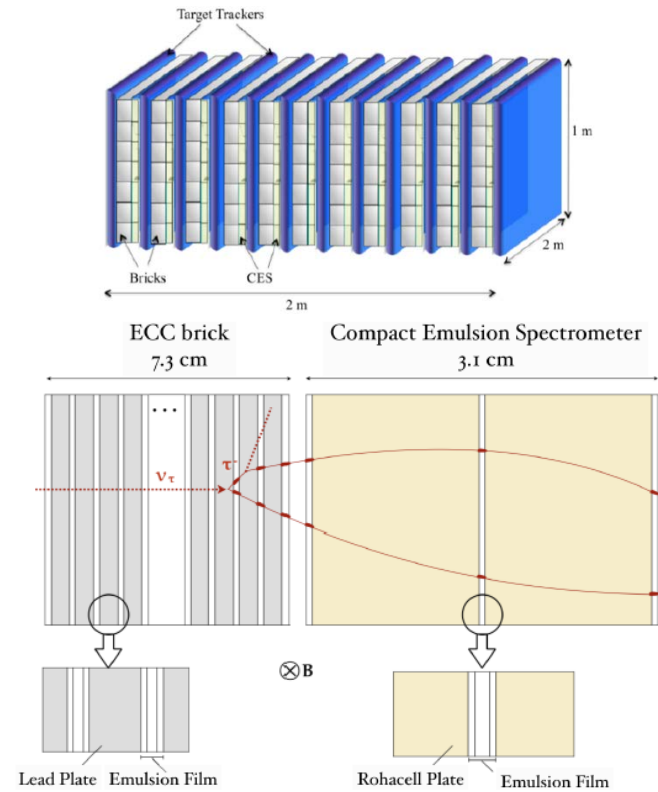 Target Trackers
1 m
2 m
Bricks
CES
2 m
ECC brick
7.3 cm
Compact Emulsion Spectrometer
3.1 cm
• • •
ντ
τ-
⊗B
Lead Plate
Emulsion Film
Rohacell Plate
Emulsion Film